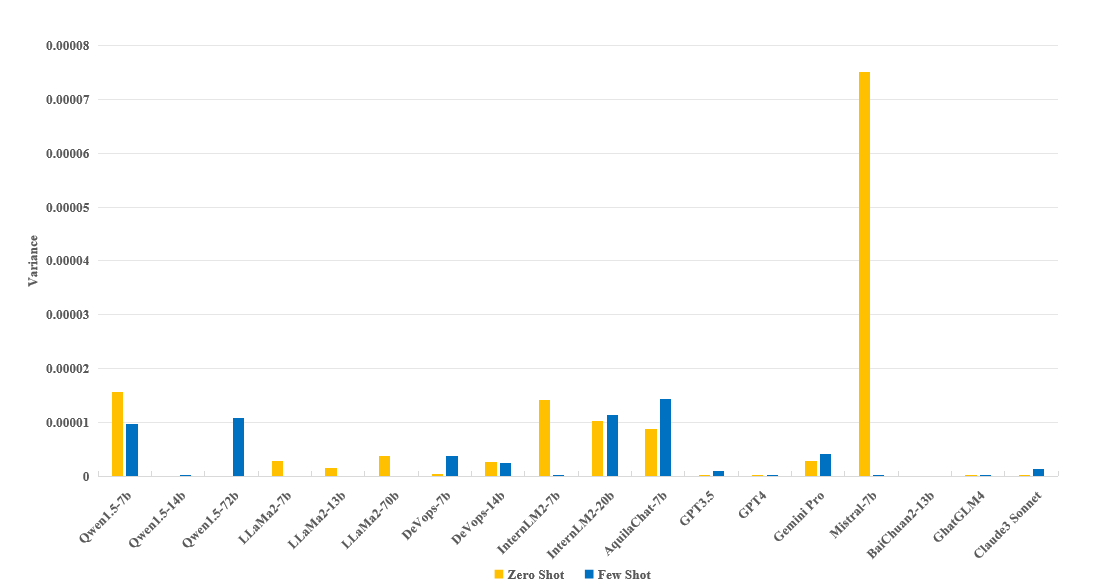 0.00008
0.00007
0.00006
0.00005
0.00004
0.00003
0.00002
0.00001
0
Variance
Qwen1.5-7b
Qwen1.5-14b
Qwen1.5-72b
LLaMa2-7b
LLaMa2-13b
LLaMa2-70b
DeVops-7b
DeVops-14b
InternLM2-7b
InternLM2-20b
AquilaChat-7b
GPT3.5
GPT4
Gemini Pro
Mistral-7b
BaiChuan2-13b
GhatGLM4
Claude3 Sonnet
Zero Shot Few Shot